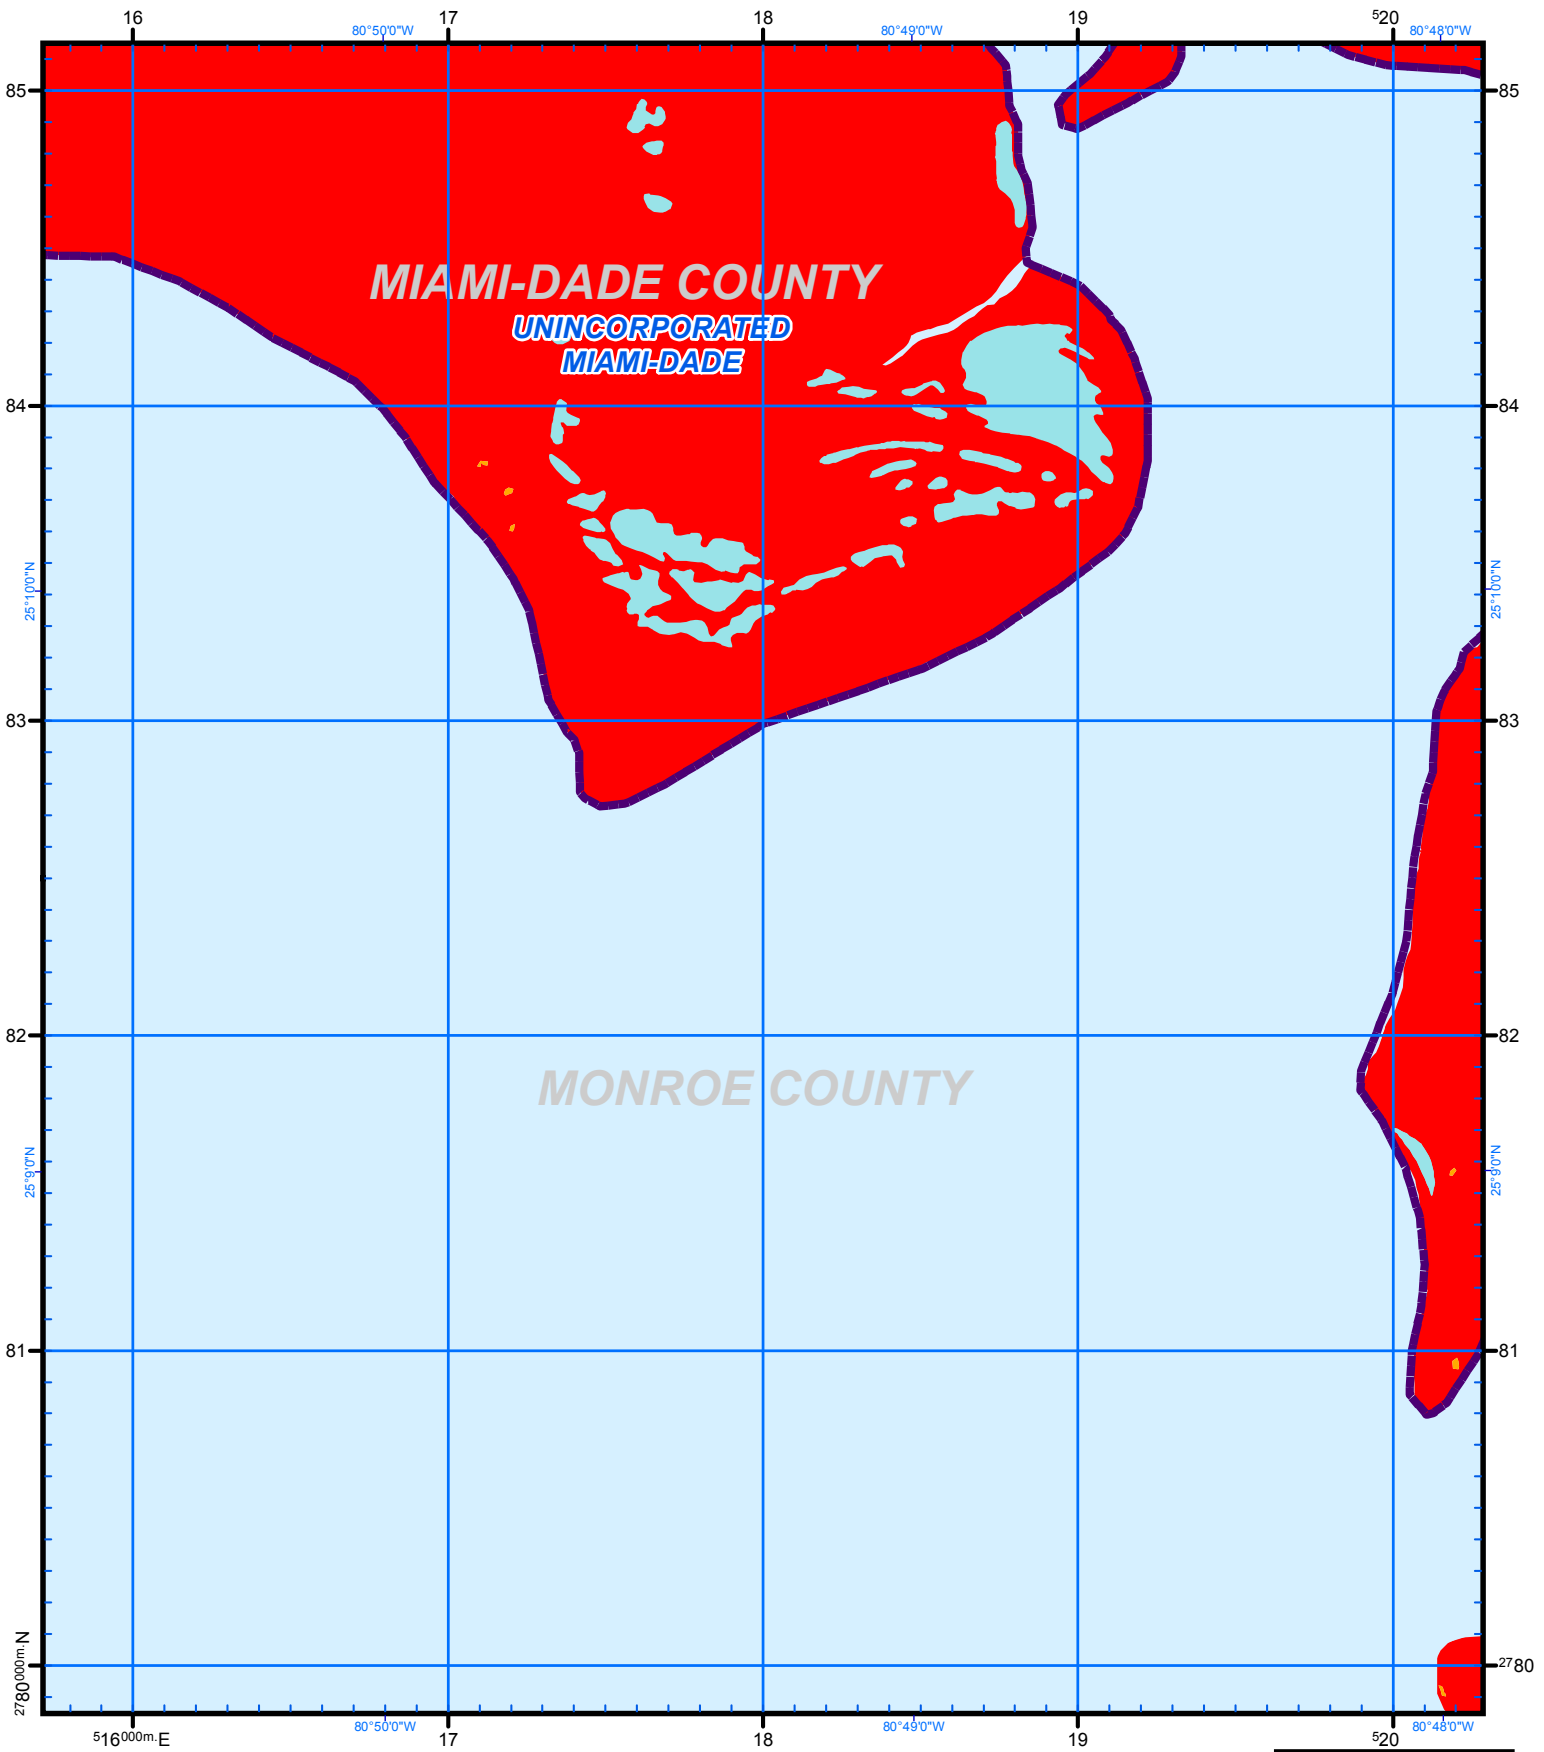 16 17 18 19 520
80°50'0"W 80°49'0"W 80°48'0"W
85 85
MIAMI-DADE COUNTY
UNINCORPORATED
MIAMI-DADE
84 84
25°10'0"N 25°10'0"N
83 83
82 82
MONROE COUNTY
25°9'0"N 25°9'0"N
81 81
2780000m.N 2780
80°50'0"W 80°49'0"W 80°48'0"W
516000m.E 17 18 19 520